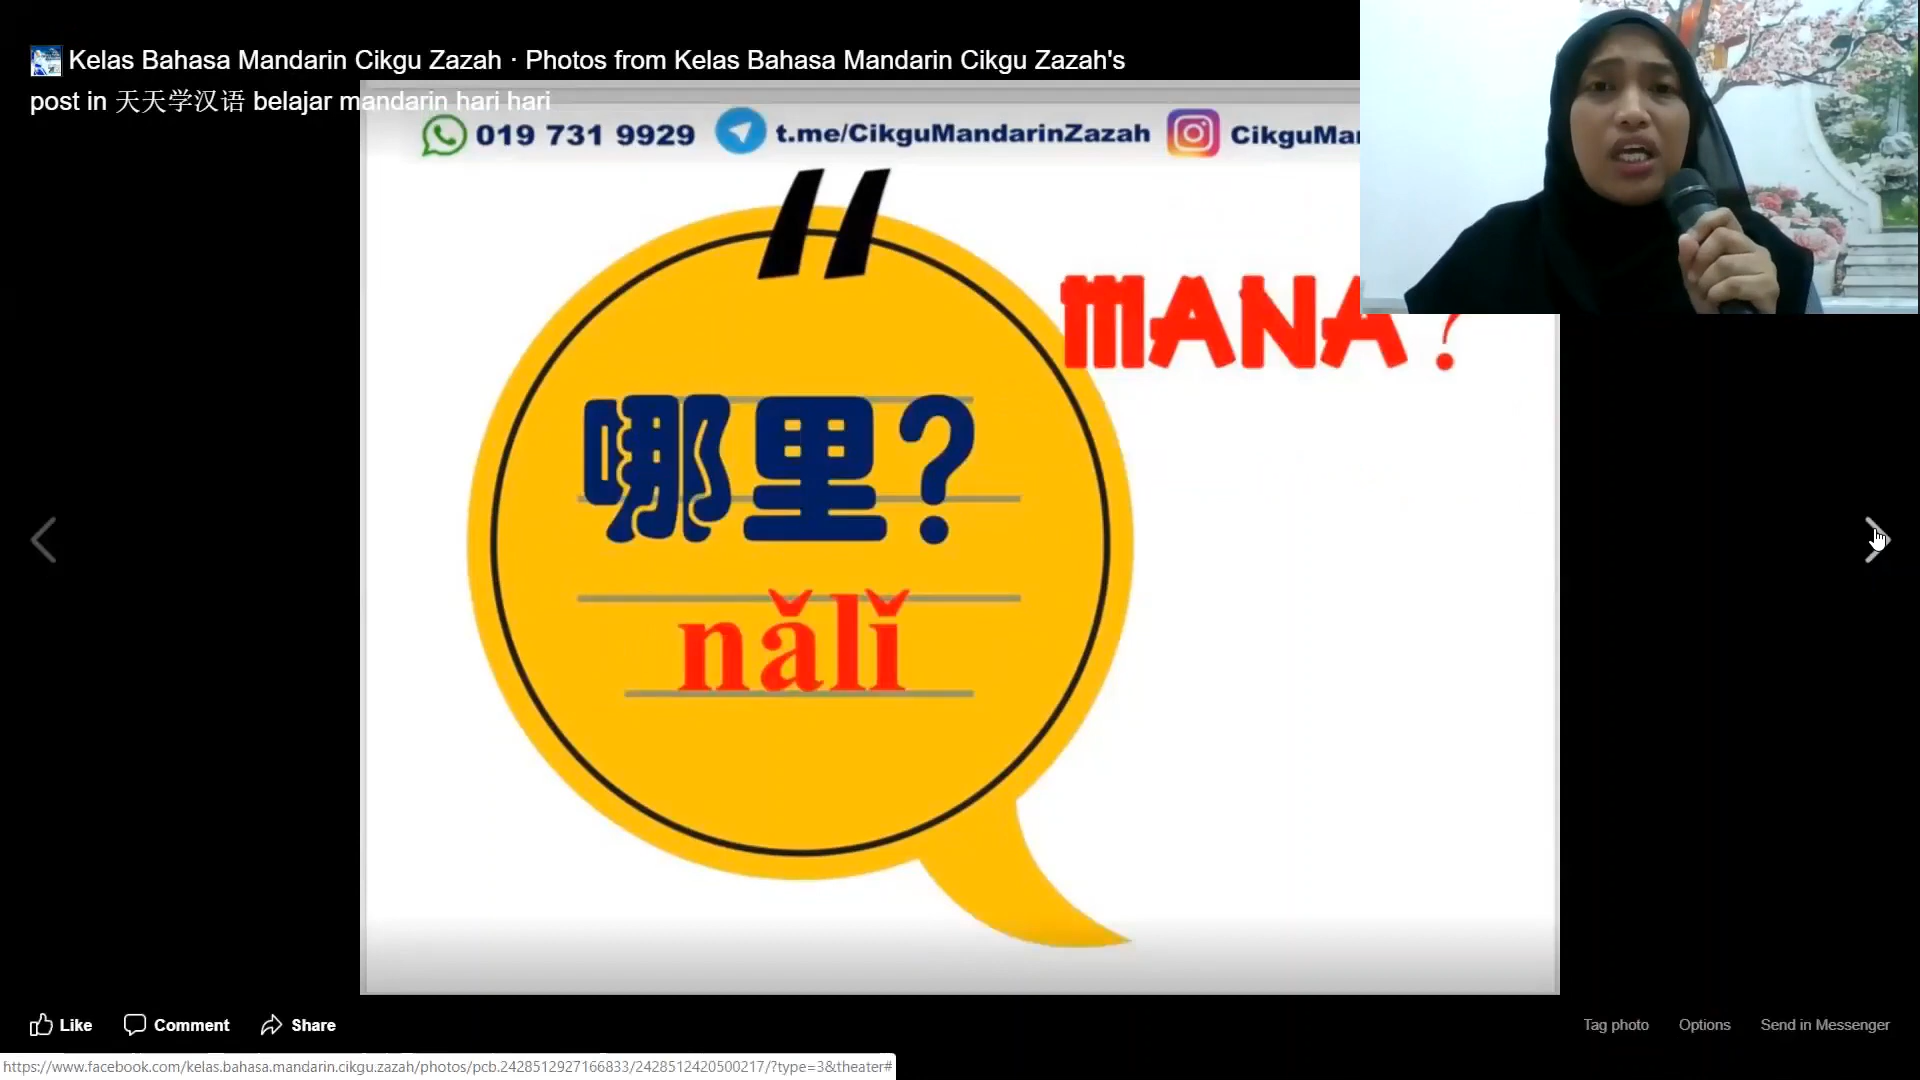 Kelas Bahasa Mandarin Cikgu Zazah · Photos from Kelas Bahasa Mandarin Cikgu Zazah's
post in 天天学汉语 belajar mandarin hari hari
019 731 9929 t.me/CikguMandarinZazah
MANA?
哪里?
nǎlǐ
Like Comment Share
Tag photo Options Send in Messenger
https://www.facebook.com/kelas.bahasa.mandarin.cikgu.zazah/photos/pcb.2428512927166833/2428512420500217/?type=3&theater#